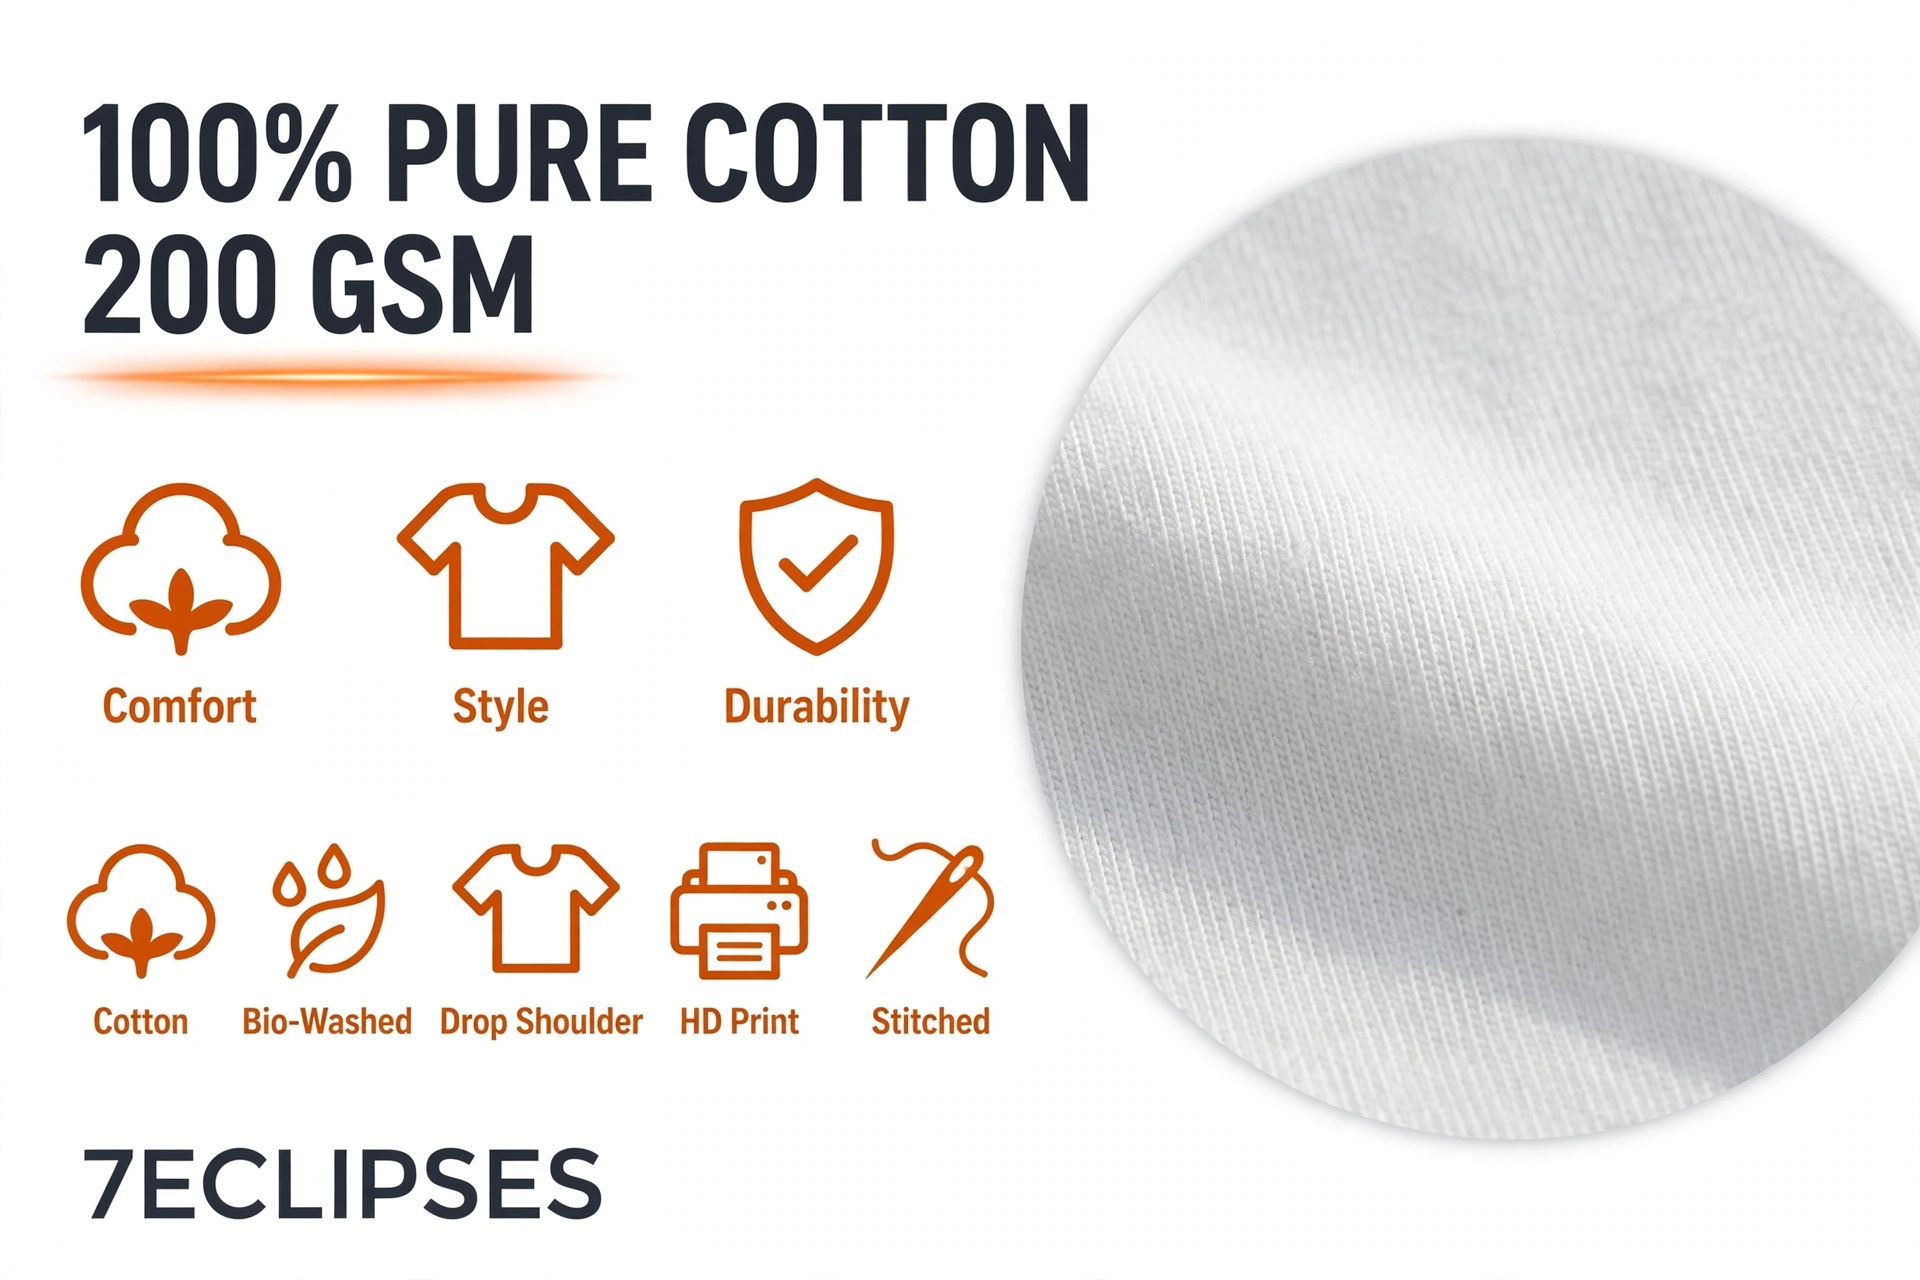 100% PURE COTTON
200 GSM
Comfort
Style
Durability
Cotton
Bio-Washed
Drop Shoulder
HD Print
Stitched
7ECLIPSES